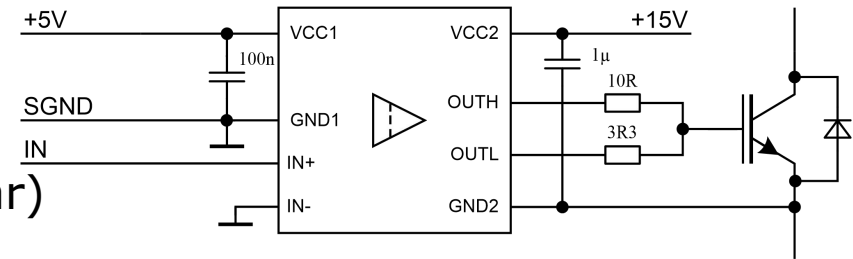 +5V
VCC1
VCC2
+15V
100n
1µ
10R
SGND
GND1
OUTH
3R3
IN
IN+
OUTL
IN-
GND2